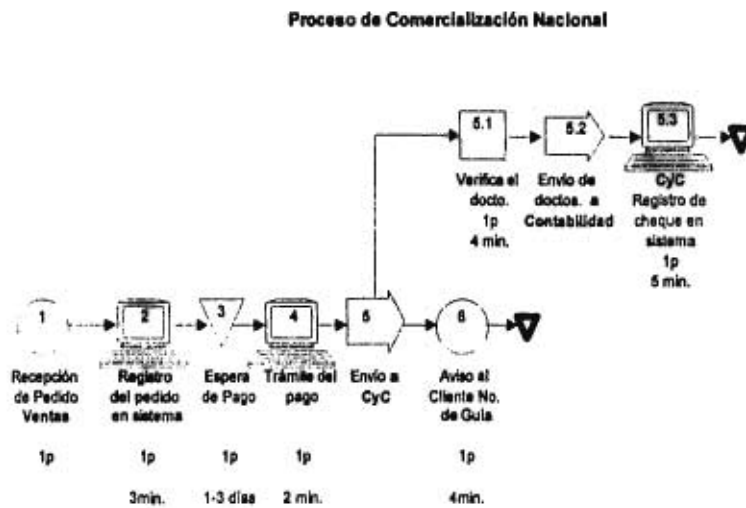 Proceso de Comercialización Nacional
5.1
5.2
5.3
Verifica el
docto.
1p
4 min.
Envío de
doctos. a
Contabilidad
CyC
Registro de
cheque en
sistema
1p
5 min.
1
2
3
4
5
6
Recepción
de Pedido
Ventas
1p
Registro
del pedido
en sistema
1p
3min.
Espera
de Pago
1p
1-3 días
Trámite del
pago
1p
2 min.
Envío a
CyC
Aviso al
Cliente No.
de Guía
1p
4min.